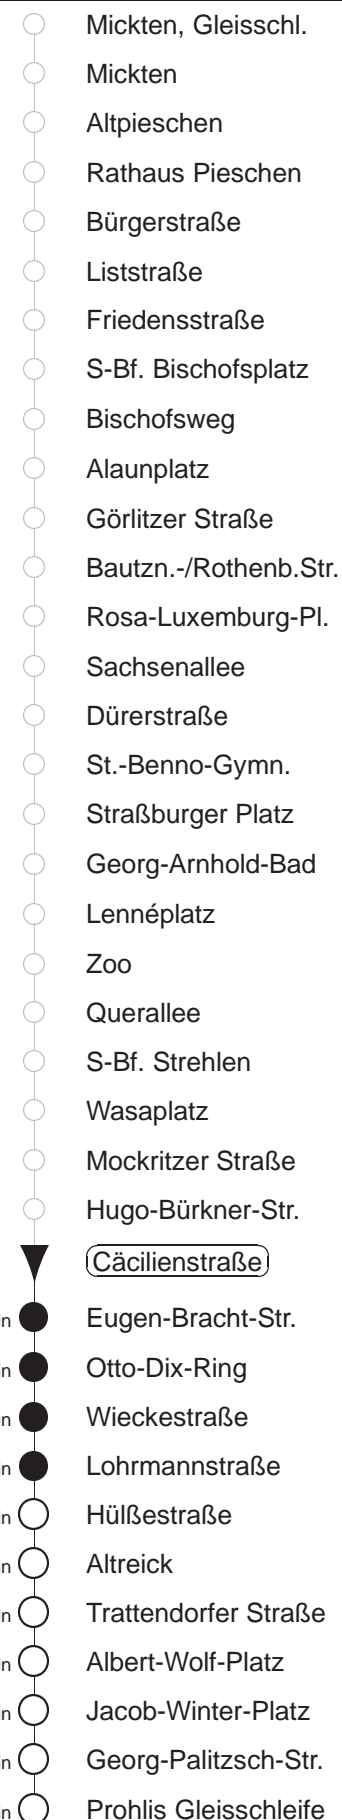 Mickten, Gleisschl.
Mickten
Altpieschen
Rathaus Pieschen
Bürgerstraße
Liststraße
Friedensstraße
S-Bf. Bischofsplatz
Bischofsweg
Alaunplatz
Görlitzer Straße
Bautzn.-/Rothenb.Str.
Rosa-Luxemburg-Pl.
Sachsenallee
Dürerstraße
St.-Benno-Gymn.
Straßburger Platz
Georg-Arnhold-Bad
Lennéplatz
Zoo
Querallee
S-Bf. Strehlen
Wasaplatz
Mockritzer Straße
Hugo-Bürkner-Str.
Cäcilienstraße
Eugen-Bracht-Str.
Otto-Dix-Ring
Wieckestraße
Lohrmannstraße
Hülßestraße
Altreick
Trattendorfer Straße
Albert-Wolf-Platz
Jacob-Winter-Platz
Georg-Palitzsch-Str.
Prohlis Gleisschleife